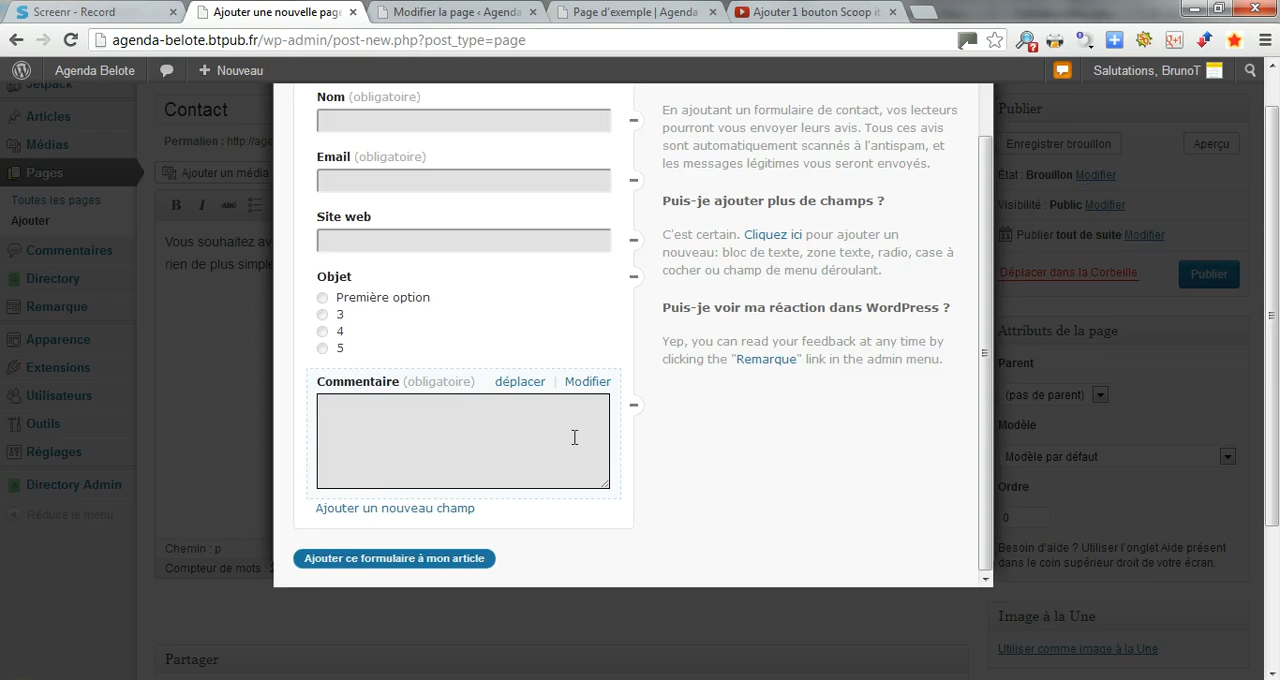 Screenr - Record
Ajouter une nouvelle page
Modifier la page ‹ Agenda
Page d'exemple | Agenda
Ajouter 1 bouton Scoop it
agenda-belote.btpub.fr/wp-admin/post-new.php?post_type=page
Agenda Belote
+ Nouveau
Salutations, BrunoT
Jetpack
Articles
Médias
Pages
Toutes les pages
Ajouter
Commentaires
Directory
Remarque
Apparence
Extensions
Utilisateurs
Outils
Réglages
Directory Admin
Réduire le menu
Contact
Permalien : http://age
Ajouter un média
B I ABC
Vous souhaitez av
rien de plus simple
Chemin : p
Compteur de mots : 2
Partager
Nom (obligatoire)
Email (obligatoire)
Site web
Objet
Première option
3
4
5
Commentaire (obligatoire) déplacer | Modifier
Ajouter un nouveau champ
Ajouter ce formulaire à mon article
En ajoutant un formulaire de contact, vos lecteurs
pourront vous envoyer leurs avis. Tous ces avis
sont automatiquement scannés à l'antispam, et
les messages légitimes vous seront envoyés.
Puis-je ajouter plus de champs ?
C'est certain. Cliquez ici pour ajouter un
nouveau: bloc de texte, zone texte, radio, case à
cocher ou champ de menu déroulant.
Puis-je voir ma réaction dans WordPress ?
Yep, you can read your feedback at any time by
clicking the "Remarque" link in the admin menu.
Publier
Enregistrer brouillon
Aperçu
État : Brouillon Modifier
Visibilité : Public Modifier
Publier tout de suite Modifier
Déplacer dans la Corbeille
Publier
Attributs de la page
Parent
(pas de parent)
Modèle
Modèle par défaut
Ordre
0
Besoin d'aide ? Utiliser l'onglet Aide présent
dans le coin supérieur droit de votre écran.
Image à la Une
Utiliser comme image à la Une